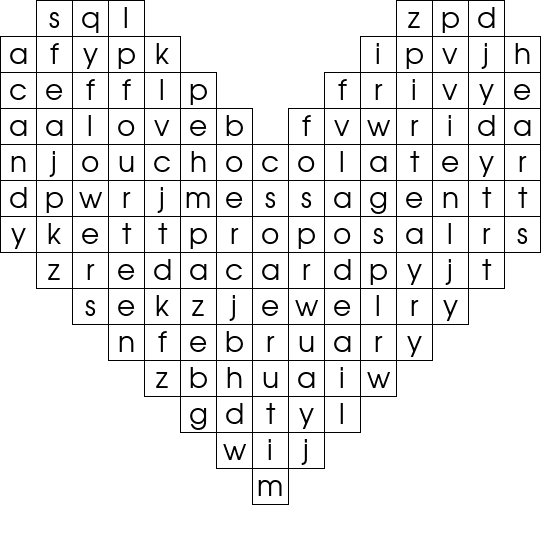 s q l z p d
a f y p k i p v j h
c e f f l p f r i v y e
a a l o v e b f v w r i d a
n j o u c h o c o l a t e y r
d p w r j m e s s a g e n t t
y k e t t p r o p o s a l r s
z r e d a c a r d p y j t
s e k z j e w e l r y
n f e b r u a r y
z b h u a i w
g d t y l
w i j
m